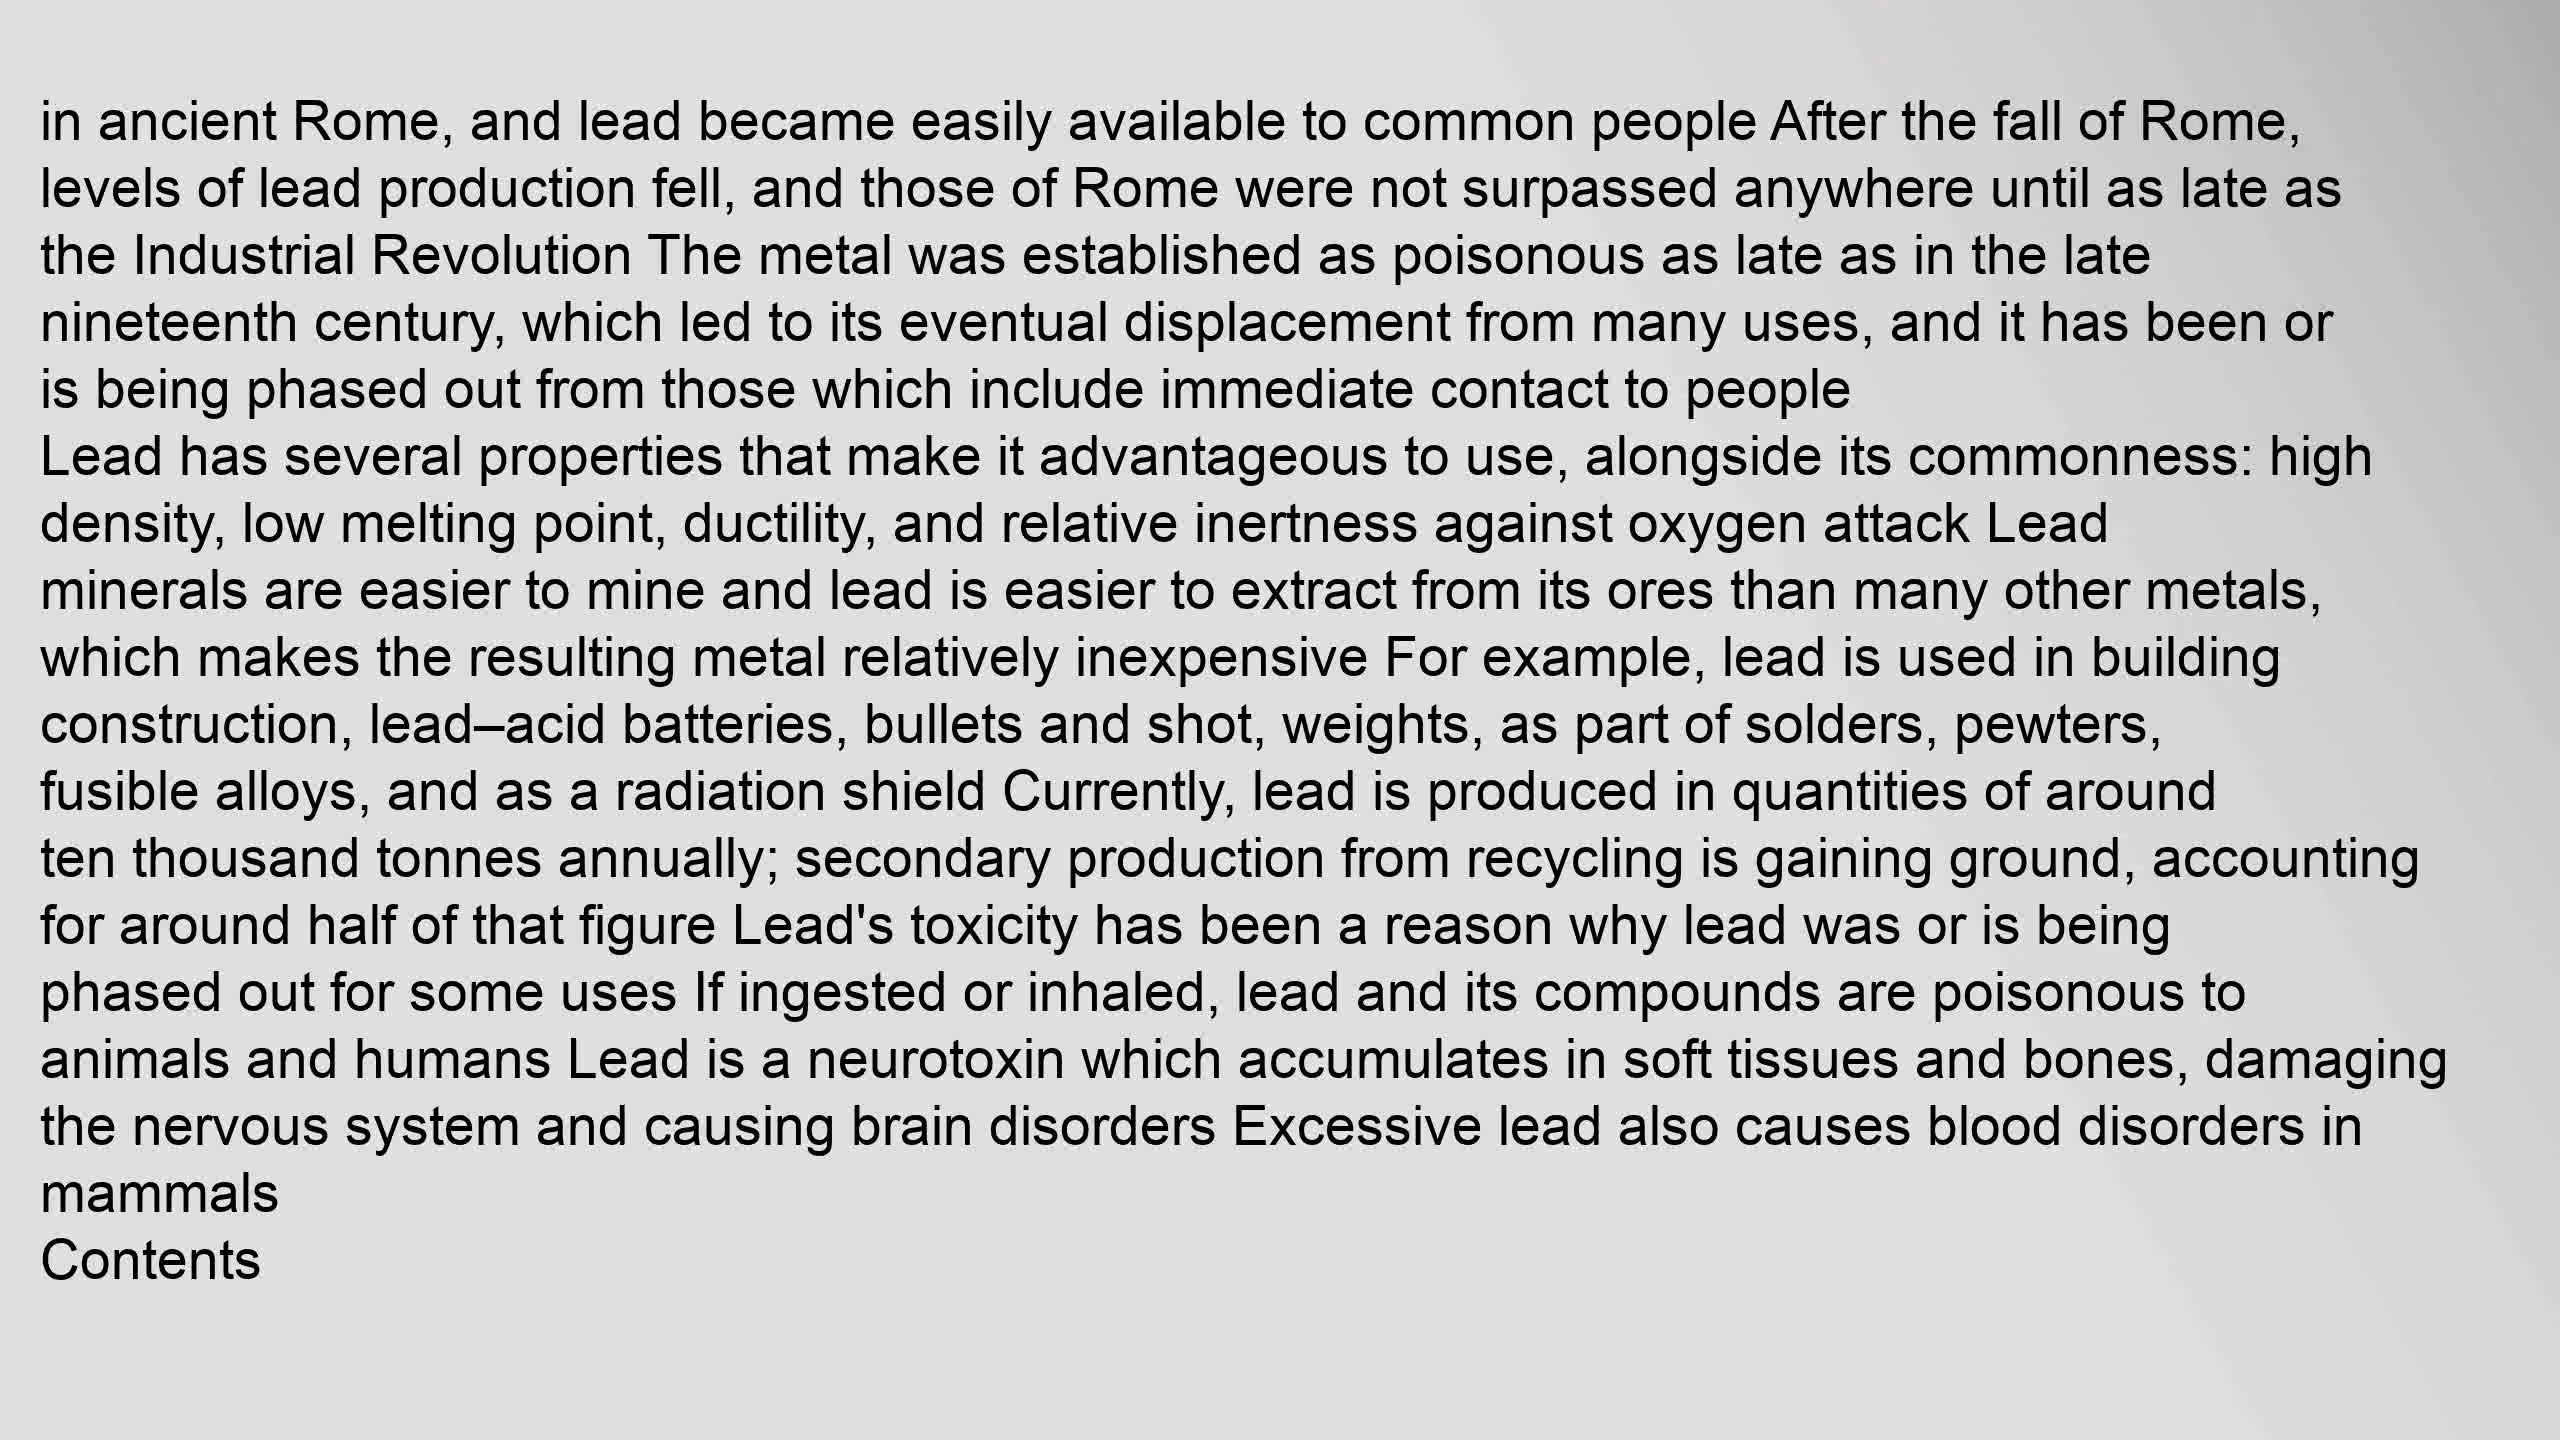 in ancient Rome, and lead became easily available to common people After the fall of Rome,
levels of lead production fell, and those of Rome were not surpassed anywhere until as late as
the Industrial Revolution The metal was established as poisonous as late as in the late
nineteenth century, which led to its eventual displacement from many uses, and it has been or
is being phased out from those which include immediate contact to people
Lead has several properties that make it advantageous to use, alongside its commonness: high
density, low melting point, ductility, and relative inertness against oxygen attack Lead
minerals are easier to mine and lead is easier to extract from its ores than many other metals,
which makes the resulting metal relatively inexpensive For example, lead is used in building
construction, lead–acid batteries, bullets and shot, weights, as part of solders, pewters,
fusible alloys, and as a radiation shield Currently, lead is produced in quantities of around
ten thousand tonnes annually; secondary production from recycling is gaining ground, accounting
for around half of that figure Lead's toxicity has been a reason why lead was or is being
phased out for some uses If ingested or inhaled, lead and its compounds are poisonous to
animals and humans Lead is a neurotoxin which accumulates in soft tissues and bones, damaging
the nervous system and causing brain disorders Excessive lead also causes blood disorders in
mammals
Contents